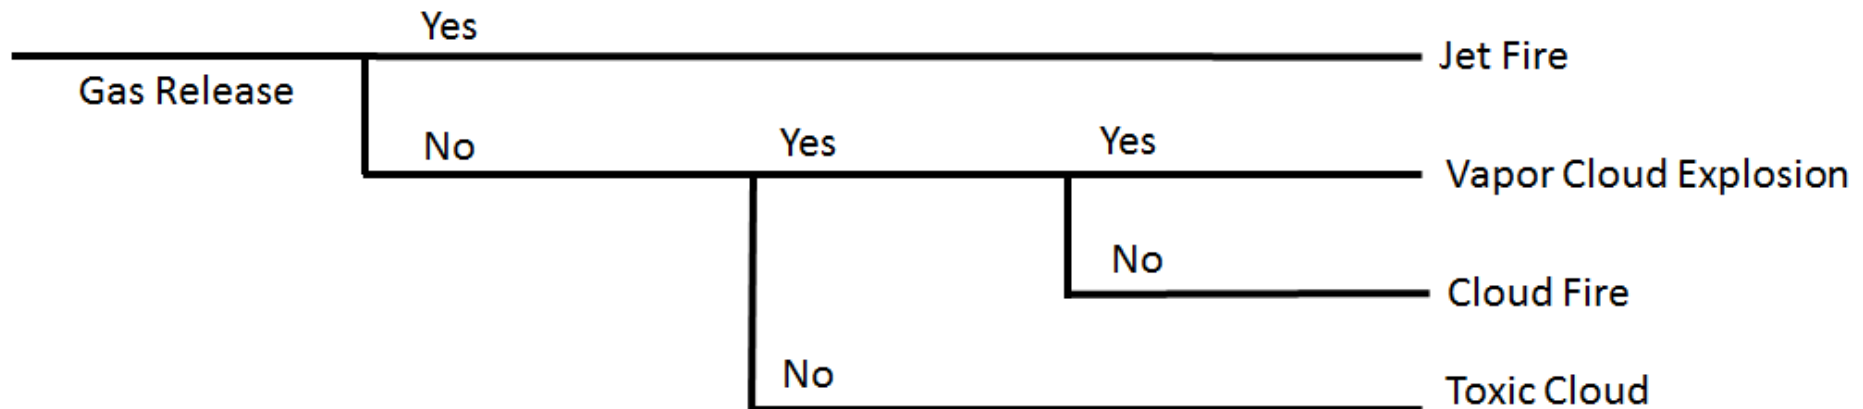 Yes
Jet Fire
Gas Release
No
Yes
Yes
Vapor Cloud Explosion
No
Cloud Fire
No
Toxic Cloud